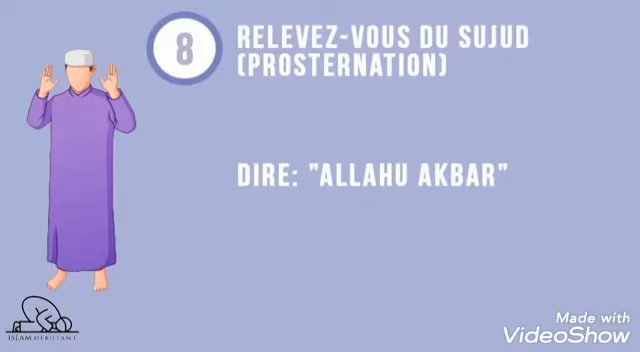 8
RELEVEZ-VOUS DU SUJUD
(PROSTERNATION)
DIRE: "ALLAHU AKBAR"
ISLAM DEBUTANT
Made with
VideoShow